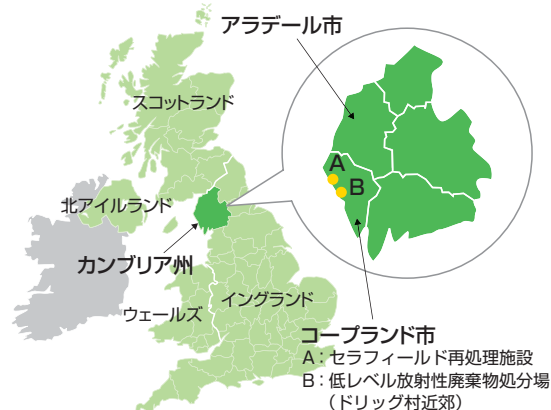 アラデール市
スコットランド
A
B
北アイルランド
カンブリア州
ウェールズ
イングランド
コープランド市
A：セラフィールド再処理施設
B：低レベル放射性廃棄物処分場
（ドリッグ村近郊）